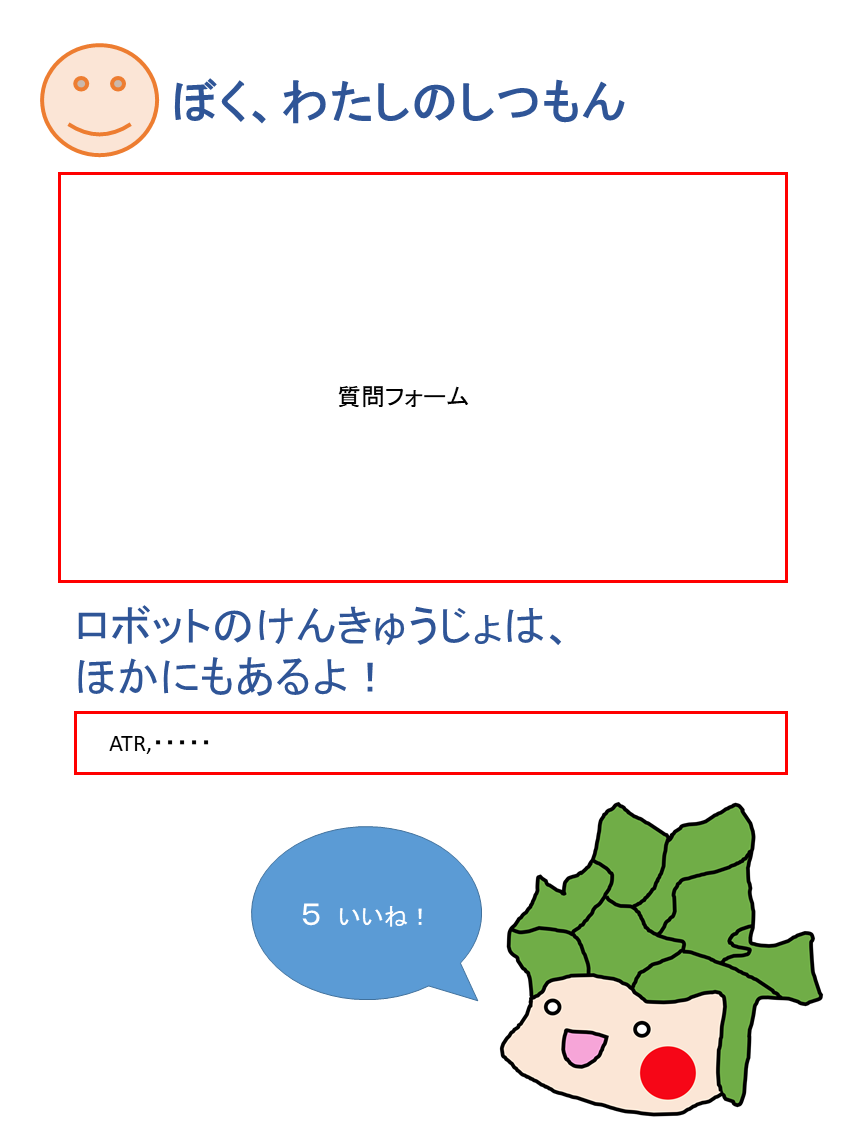 ぼく、わたしのしつもん
質問フォーム
ロボットのけんきゅうじょは、
ほかにもあるよ！
ATR,・・・・・
５ いいね！